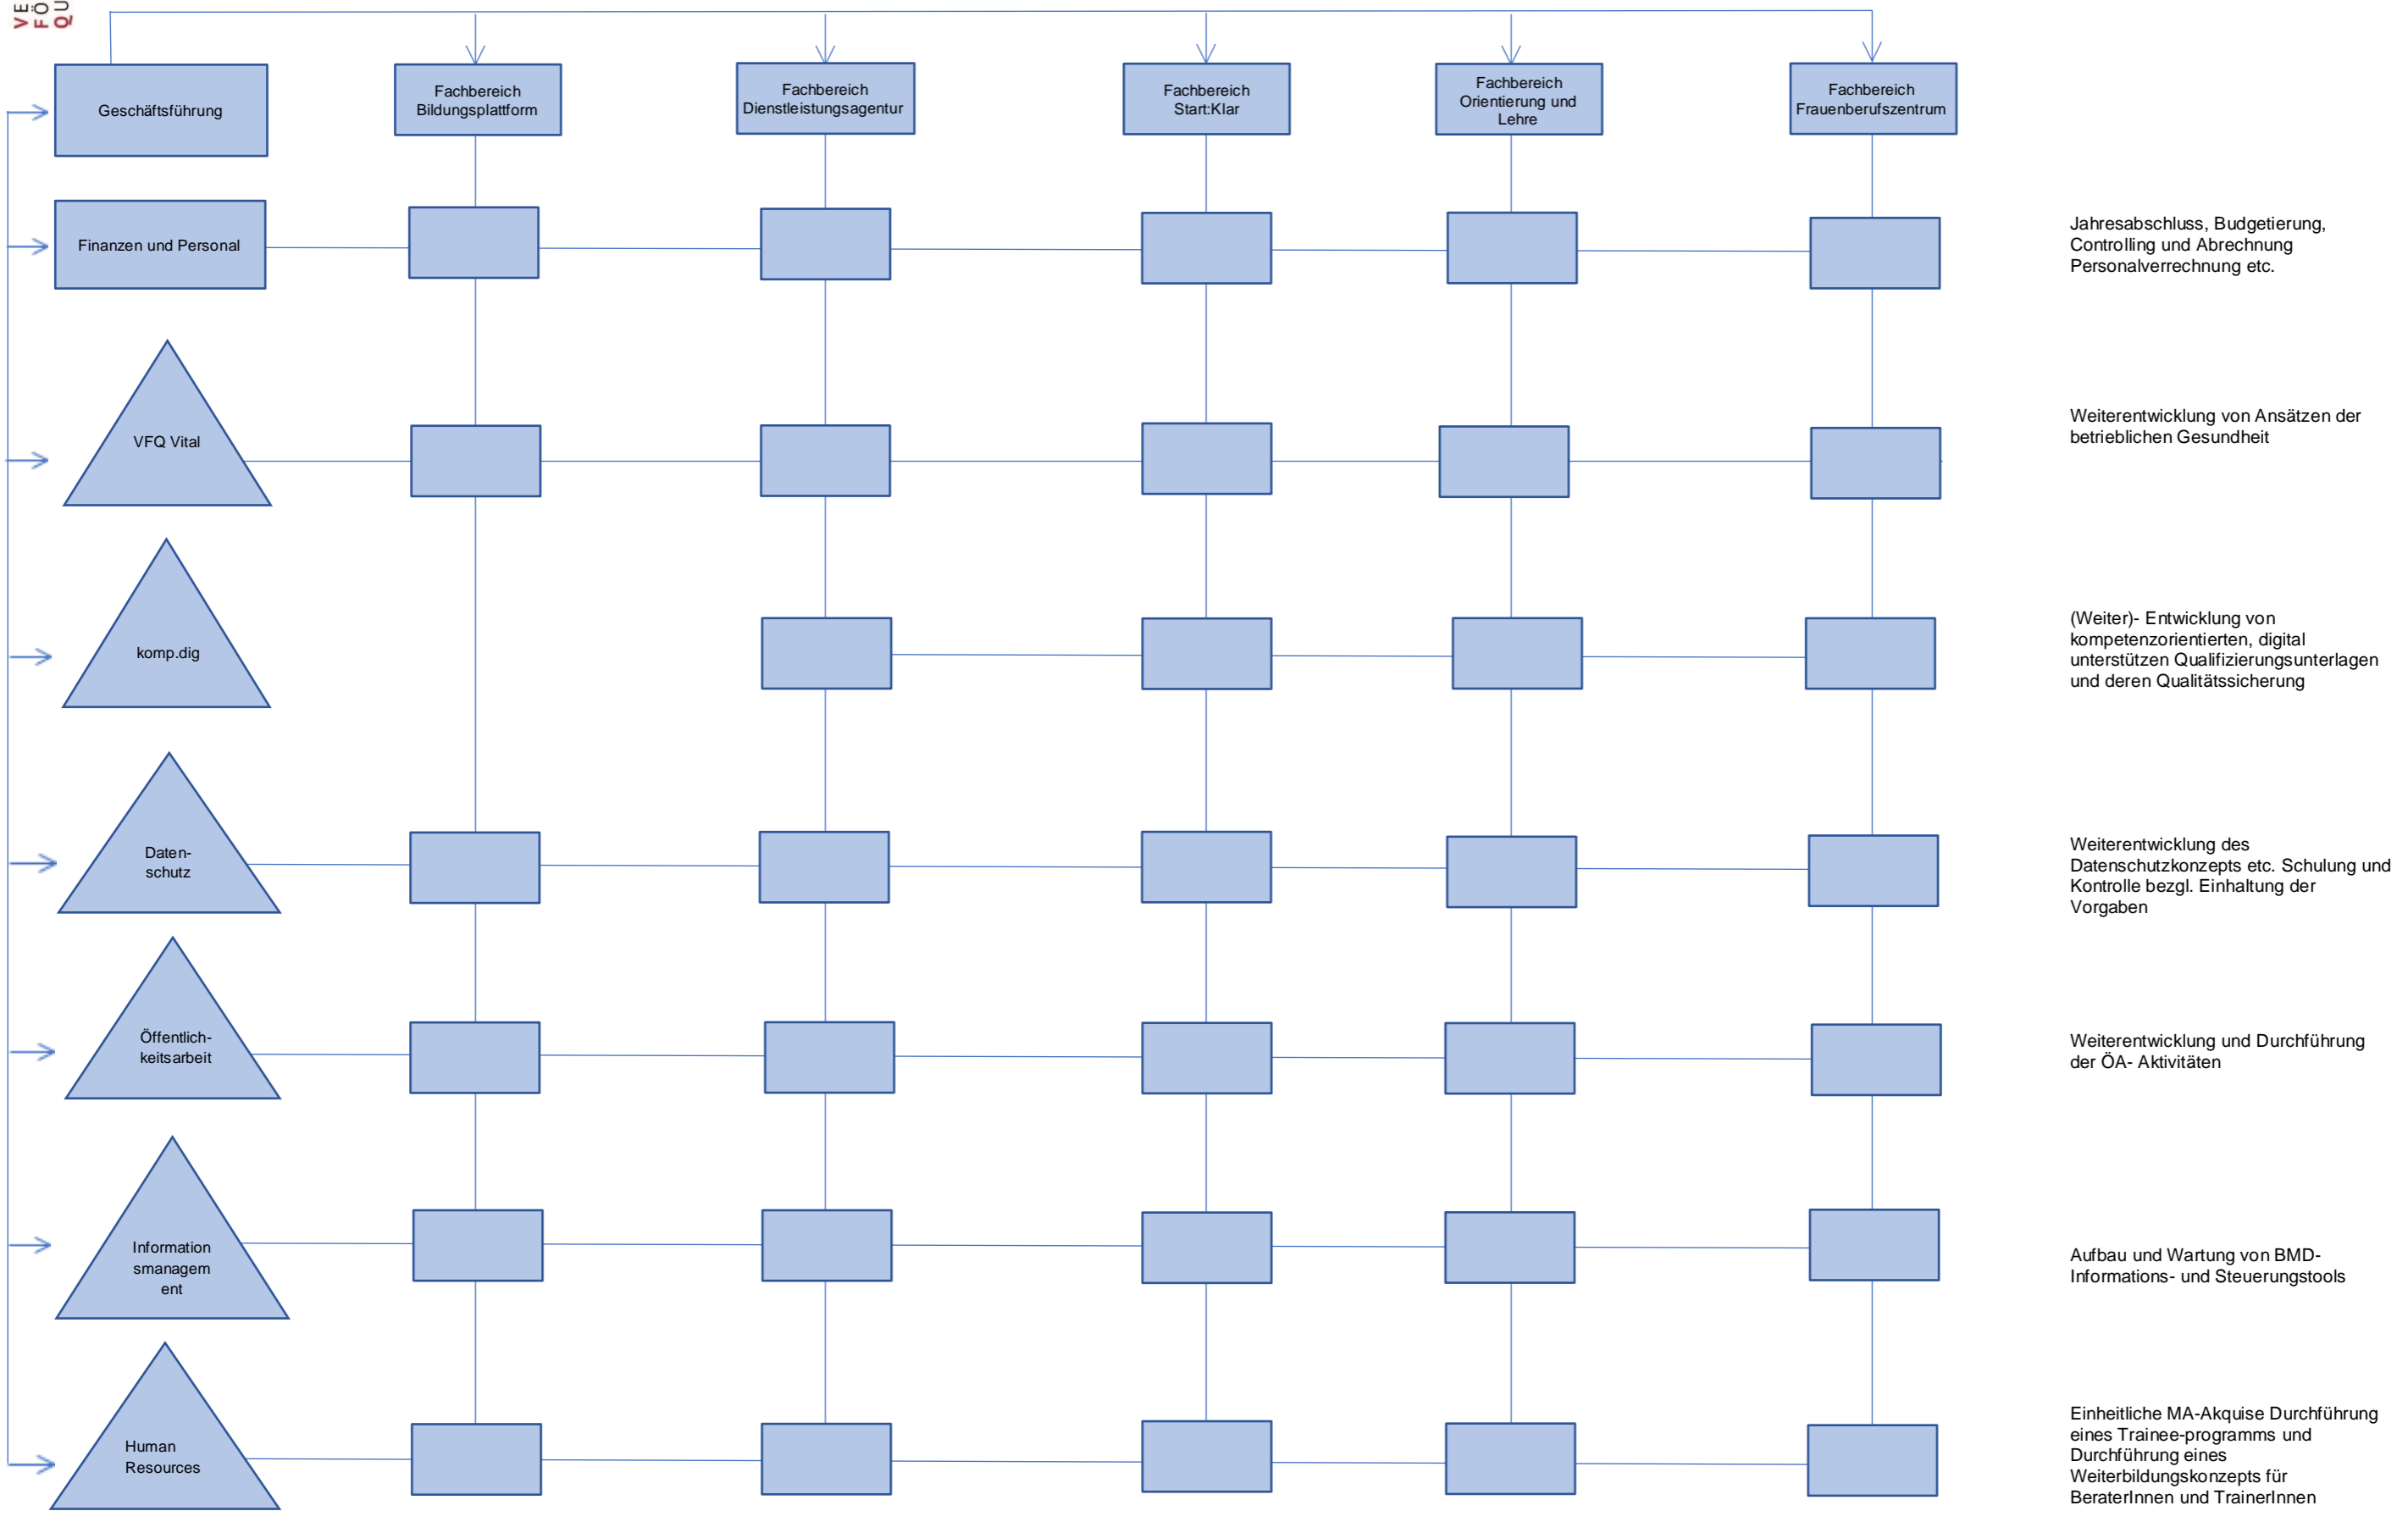 VE
FÖ
QU
Geschäftsführung
Fachbereich
Bildungsplattform
Fachbereich
Dienstleistungsagentur
Fachbereich
Start:Klar
Fachbereich
Orientierung und
Lehre
Fachbereich
Frauenberufszentrum
Finanzen und Personal
Jahresabschluss, Budgetierung,
Controlling und Abrechnung
Personalverrechnung etc.
VFQ Vital
Weiterentwicklung von Ansätzen der
betrieblichen Gesundheit
komp.dig
(Weiter)- Entwicklung von
kompetenzorientierten, digital
unterstützen Qualifizierungsunterlagen
und deren Qualitätssicherung
Daten-
schutz
Weiterentwicklung des
Datenschutzkonzepts etc. Schulung und
Kontrolle bezgl. Einhaltung der
Vorgaben
Öffentlich-
keitsarbeit
Weiterentwicklung und Durchführung
der ÖA- Aktivitäten
Information
smanagem
ent
Aufbau und Wartung von BMD-
Informations- und Steuerungstools
Human
Resources
Einheitliche MA-Akquise Durchführung
eines Trainee-programms und
Durchführung eines
Weiterbildungskonzepts für
BeraterInnen und TrainerInnen